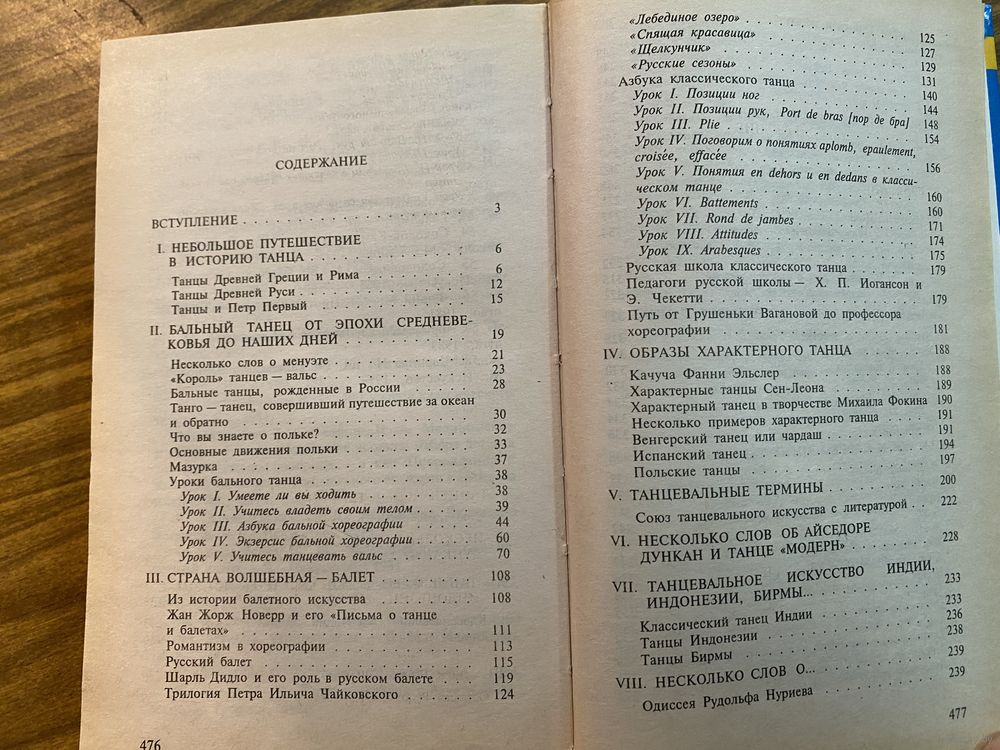 СОДЕРЖАНИЕ
ВСТУПЛЕНИЕ . . . . . . . . . . . . . . . . 3
I. НЕБОЛЬШОЕ ПУТЕШЕСТВИЕ
В ИСТОРИЮ ТАНЦА . . . . . . . . . . . . 6
Танцы Древней Греции и Рима . . . . . . . . 6
Танцы Древней Руси . . . . . . . . . . . . 12
Танцы и Петр Первый . . . . . . . . . . . . 15
II. БАЛЬНЫЙ ТАНЕЦ ОТ ЭПОХИ СРЕДНЕВЕ-
КОВЬЯ ДО НАШИХ ДНЕЙ . . . . . . . . . . 19
Несколько слов о менуэте . . . . . . . . . . 21
«Король» танцев — вальс . . . . . . . . . . 23
Бальные танцы, рожденные в России . . . . . . 28
Танго — танец, совершивший путешествие за океан
и обратно . . . . . . . . . . . . . . . . 30
Что вы знаете о польке? . . . . . . . . . . 32
Основные движения польки . . . . . . . . . . 33
Мазурка . . . . . . . . . . . . . . . . 37
Уроки бального танца . . . . . . . . . . . . 38
Урок I. Умеете ли вы ходить . . . . . . . . 38
Урок II. Учитесь владеть своим телом . . . . . 39
Урок III. Азбука бальной хореографии . . . . . 44
Урок IV. Экзерсис бальной хореографии . . . . . 60
Урок V. Учитесь танцевать вальс . . . . . . . 70
III. СТРАНА ВОЛШЕБНАЯ — БАЛЕТ . . . . . . . 108
Из истории балетного искусства . . . . . . . 108
Жан Жорж Новерр и его «Письма о танце
и балетах» . . . . . . . . . . . . . . . 111
Романтизм в хореографии . . . . . . . . . . 113
Русский балет . . . . . . . . . . . . . . 115
Шарль Дидло и его роль в русском балете . . . . 119
Трилогия Петра Ильича Чайковского . . . . . . 124
476
«Лебединое озеро» . . . . . . . . . . . . 125
«Спящая красавица» . . . . . . . . . . . . 127
«Щелкунчик» . . . . . . . . . . . . . . 129
«Русские сезоны» . . . . . . . . . . . . 131
Азбука классического танца . . . . . . . . . 140
Урок I. Позиции ног . . . . . . . . . . . 144
Урок II. Позиции рук, Port de bras [пор де бра] 148
Урок III. Plie . . . . . . . . . . . . . 154
Урок IV. Поговорим о понятиях aplomb, epaulement,
croisée, effacée . . . . . . . . . . . . . 156
Урок V. Понятия en dehors и en dedans в класси-
ческом танце . . . . . . . . . . . . . . 160
Урок VI. Battements . . . . . . . . . . . 160
Урок VII. Rond de jambes . . . . . . . . . 171
Урок VIII. Attitudes . . . . . . . . . . . 174
Урок IX. Arabesques . . . . . . . . . . . 175
Русская школа классического танца . . . . . . 179
Педагоги русской школы — Х. П. Иогансон и
Э. Чекетти . . . . . . . . . . . . . . . 179
Путь от Грушеньки Вагановой до профессора
хореографии . . . . . . . . . . . . . . . 181
IV. ОБРАЗЫ ХАРАКТЕРНОГО ТАНЦА . . . . . . 188
Качуча Фанни Эльслер . . . . . . . . . . . 188
Характерные танцы Сен-Леона . . . . . . . . 189
Характерный танец в творчестве Михаила Фокина 190
Несколько примеров характерного танца . . . . 191
Венгерский танец или чардаш . . . . . . . . 191
Испанский танец . . . . . . . . . . . . . 194
Польские танцы . . . . . . . . . . . . . 197
V. ТАНЦЕВАЛЬНЫЕ ТЕРМИНЫ . . . . . . . . 200
Союз танцевального искусства с литературой . . 222
VI. НЕСКОЛЬКО СЛОВ ОБ АЙСЕДОРЕ
ДУНКАН И ТАНЦЕ «МОДЕРН» . . . . . . . 228
VII. ТАНЦЕВАЛЬНОЕ ИСКУССТВО ИНДИИ,
ИНДОНЕЗИИ, БИРМЫ... . . . . . . . . . . 233
Классический танец Индии . . . . . . . . . 233
Танцы Индонезии . . . . . . . . . . . . . 236
Танцы Бирмы . . . . . . . . . . . . . . 238
VIII. НЕСКОЛЬКО СЛОВ О... . . . . . . . . . 239
Одиссея Рудольфа Нуриева . . . . . . . . . 239
477